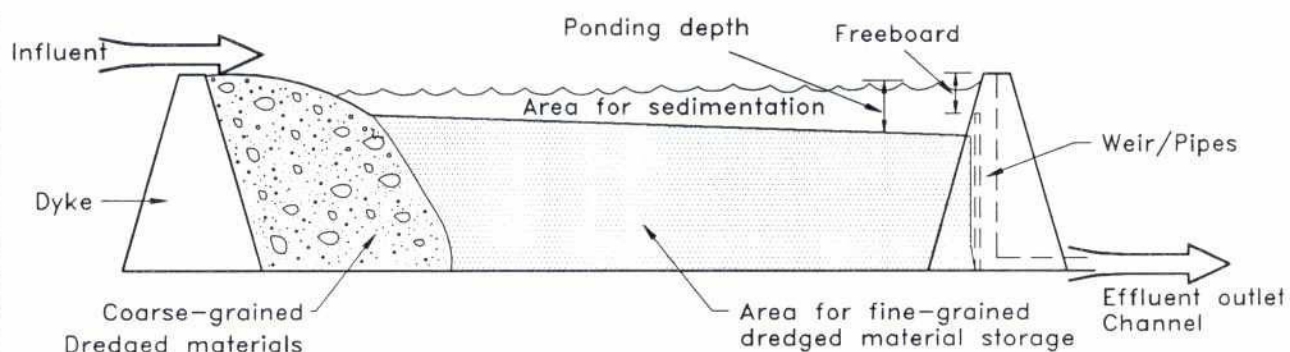 Ponding depth
Freeboard
Influent
Area for sedimentation
Weir/Pipes
Dyke
Coarse-grained
Dredged materials
Area for fine-grained
dredged material storage
Effluent outlet
Channel